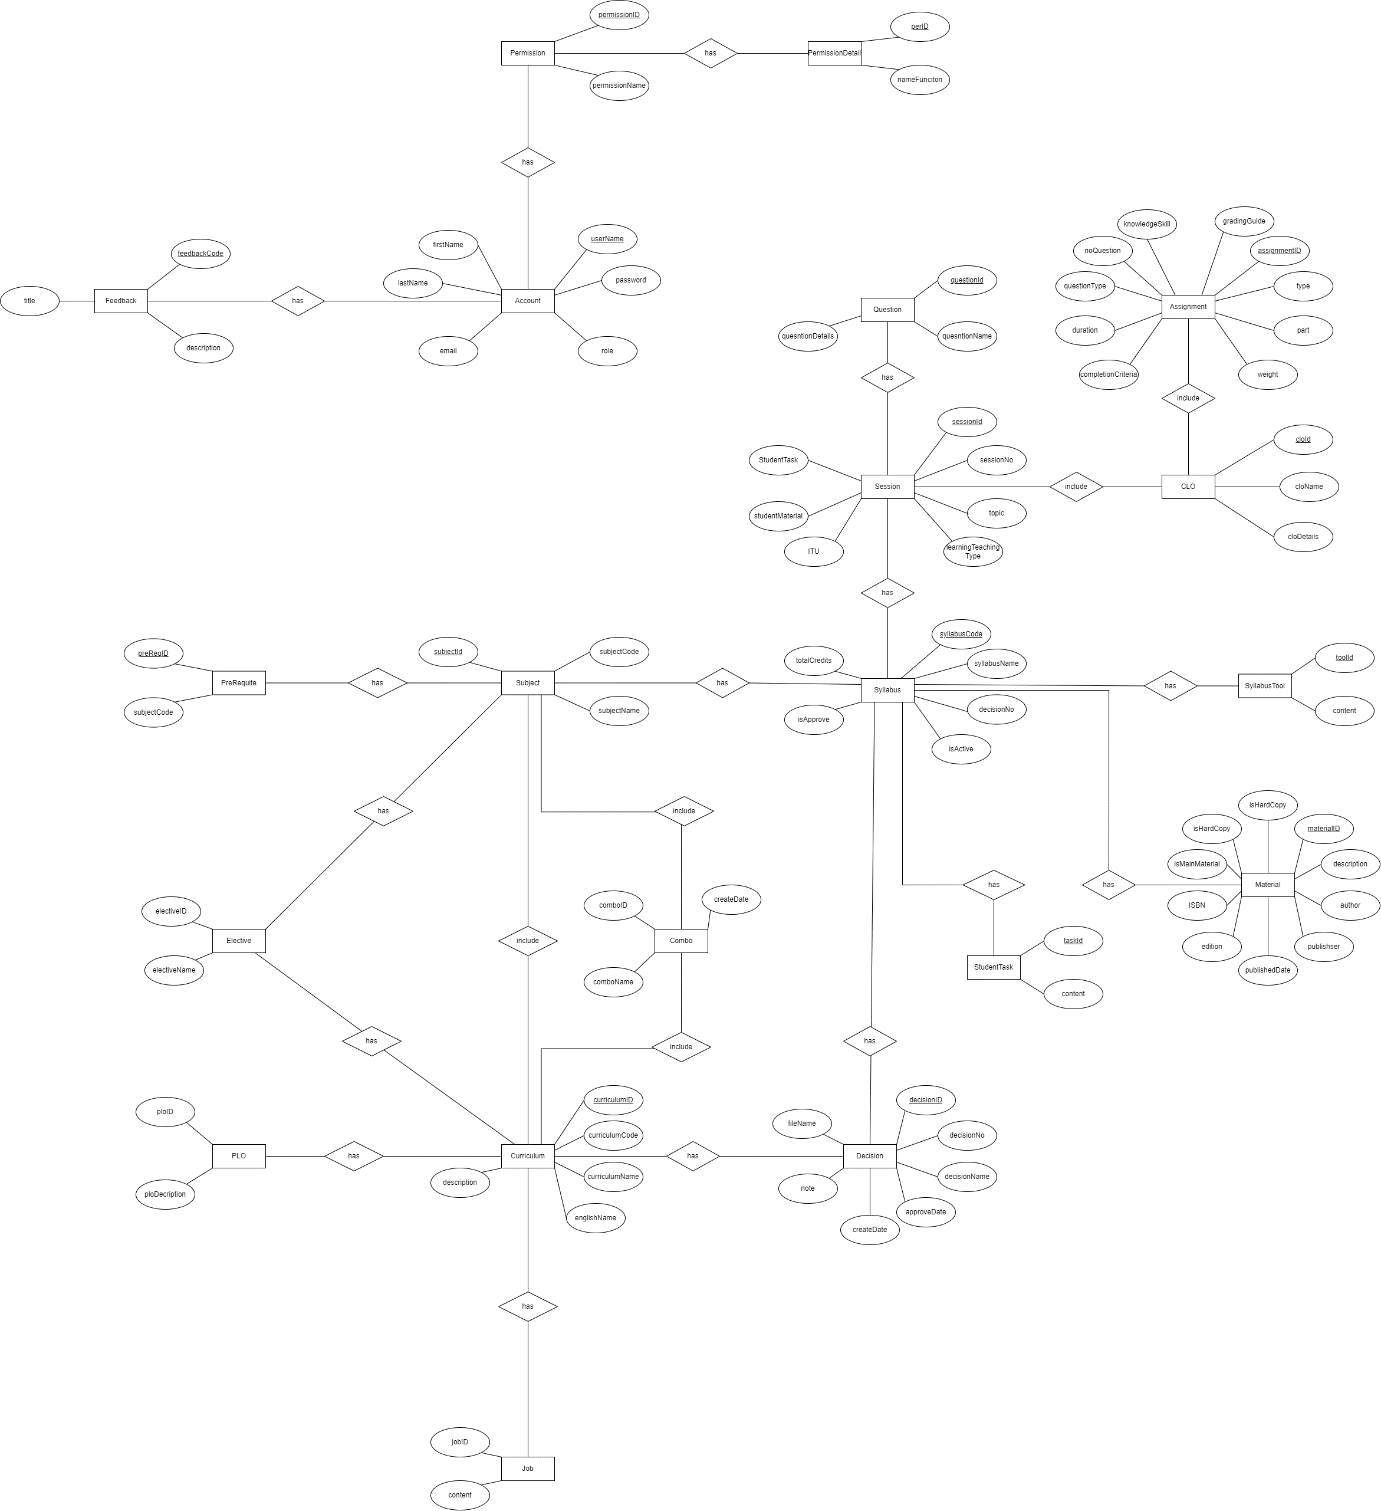 permissionID
perID
Permission
has
PermissionDetail
nameFunciton
permissionName
has
knowledgeSkill
gradingGuide
firstName
userName
feedbackCode
noQuestion
assignmentID
lastName
password
questionId
questionType
type
title
Feedback
has
Account
Question
Assignment
quesntionDetails
quesntionName
duration
part
description
email
role
has
completionCriteria
weight
include
sessionId
cloId
StudentTask
sessionNo
Session
include
CLO
cloName
studentMaterial
topic
ITU
learningTeaching
Type
cloDetails
has
preReqID
subjectId
subjectCode
syllabusCode
totalCredits
syllabusName
toolId
PreRequite
has
Subject
has
Syllabus
has
SyllabusTool
subjectCode
subjectName
isApprove
decisionNo
content
isActive
has
include
isHardCopy
isHardCopy
materialID
isMainMaterial
description
has
has
Material
comboID
createDate
ISBN
author
electiveID
Elective
include
Combo
taskId
edition
publishser
electiveName
StudentTask
publishedDate
comboName
content
has
include
has
curriculumID
decisionID
ploID
fileName
curriculumCode
decisionNo
PLO
has
Curriculum
has
Decision
description
curriculumName
decisionName
ploDecription
note
englishName
approveDate
createDate
has
jobID
Job
content